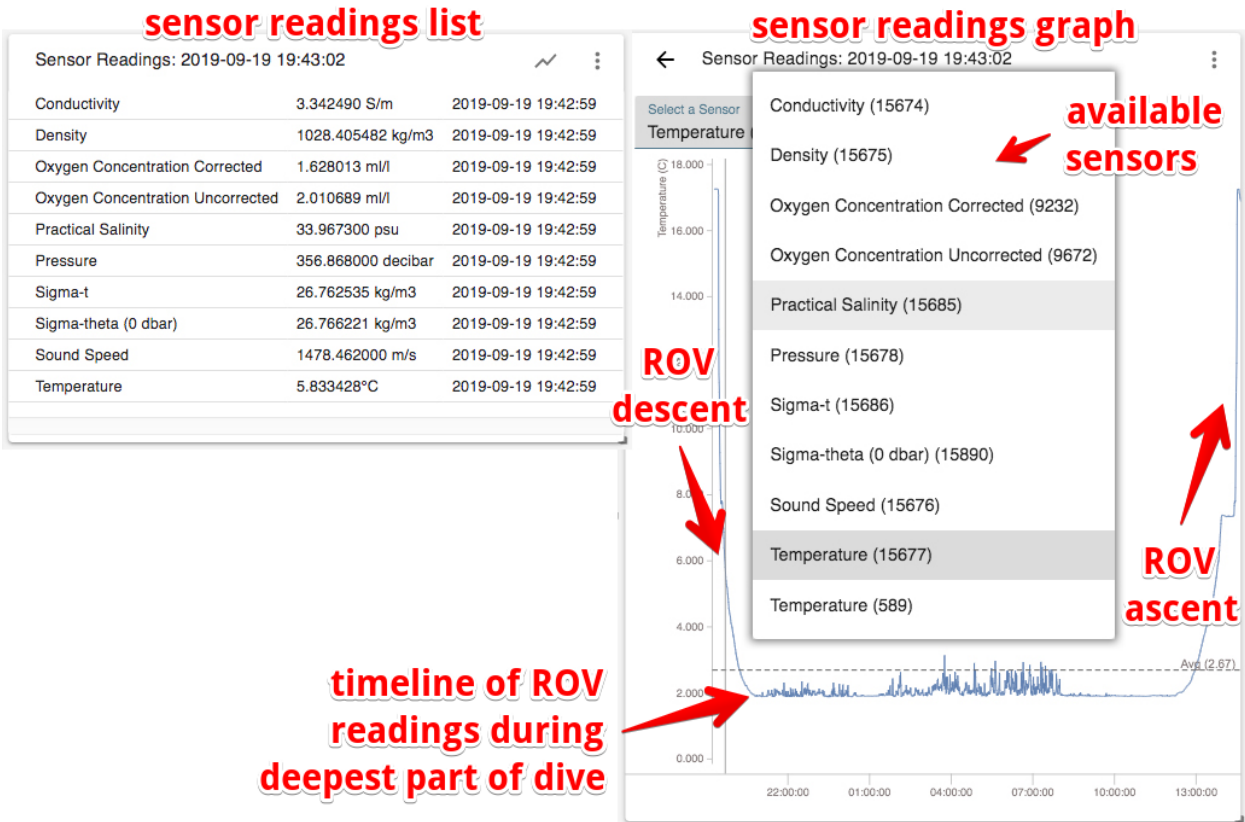 sensor readings list
Sensor Readings: 2019-09-19 19:43:02
Conductivity 3.342490 S/m 2019-09-19 19:42:59
Density 1028.405482 kg/m3 2019-09-19 19:42:59
Oxygen Concentration Corrected 1.628013 ml/l 2019-09-19 19:42:59
Oxygen Concentration Uncorrected 2.010689 ml/l 2019-09-19 19:42:59
Practical Salinity 33.967300 psu 2019-09-19 19:42:59
Pressure 356.868000 decibar 2019-09-19 19:42:59
Sigma-t 26.762535 kg/m3 2019-09-19 19:42:59
Sigma-theta (0 dbar) 26.766221 kg/m3 2019-09-19 19:42:59
Sound Speed 1478.462000 m/s 2019-09-19 19:42:59
Temperature 5.833428°C 2019-09-19 19:42:59
sensor readings graph
Sensor Readings: 2019-09-19 19:43:02
Select a Sensor
Temperature
Conductivity (15674)
Density (15675)
Oxygen Concentration Corrected (9232)
Oxygen Concentration Uncorrected (9672)
Practical Salinity (15685)
Pressure (15678)
Sigma-t (15686)
Sigma-theta (0 dbar) (15890)
Sound Speed (15676)
Temperature (15677)
Temperature (589)
available
sensors
Temperature (C)
18.000
16.000
14.000
10.000
6.000
4.000
2.000
0.000
ROV
descent
ROV
ascent
Avg (2.67)
timeline of ROV
readings during
deepest part of dive
22:00:00 01:00:00 04:00:00 07:00:00 10:00:00 13:00:00